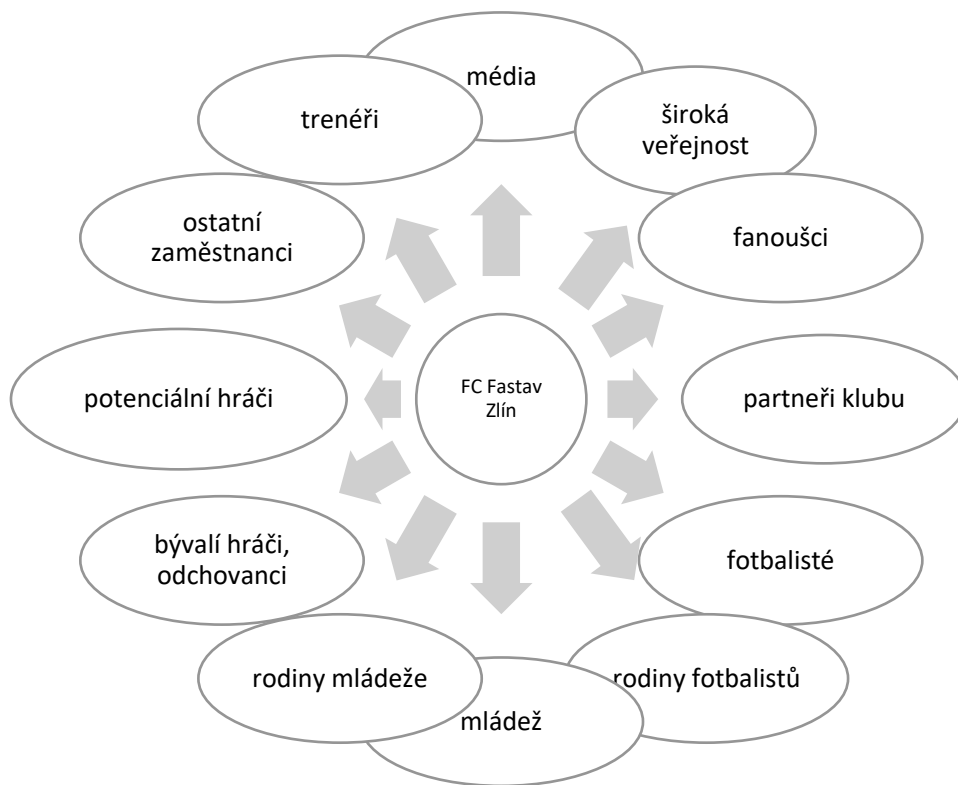 média
trenéři
široká
veřejnost
ostatní
zaměstnanci
fanoušci
potenciální hráči
FC Fastav
Zlín
partneři klubu
bývalí hráči,
odchovanci
fotbalisté
rodiny mládeže
rodiny fotbalistů
mládež